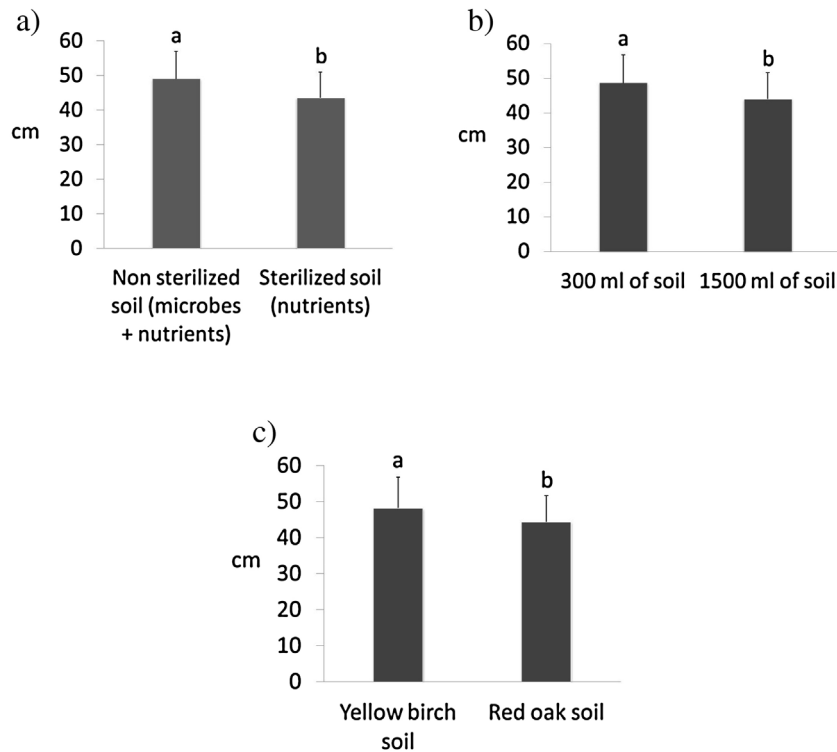 a)
60
50
40
30
20
10
0
cm
a
b
Non sterilized
soil (microbes
+ nutrients)
Sterilized soil
(nutrients)
b)
60
50
40
30
20
10
0
cm
a
b
300 ml of soil
1500 ml of soil
c)
60
50
40
30
20
10
0
cm
a
b
Yellow birch
soil
Red oak soil